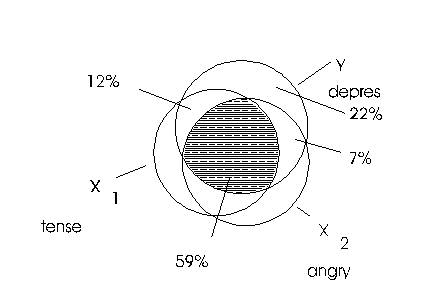 Y
12%
depres
22%
7%
X 1
tense
X 2
59%
angry